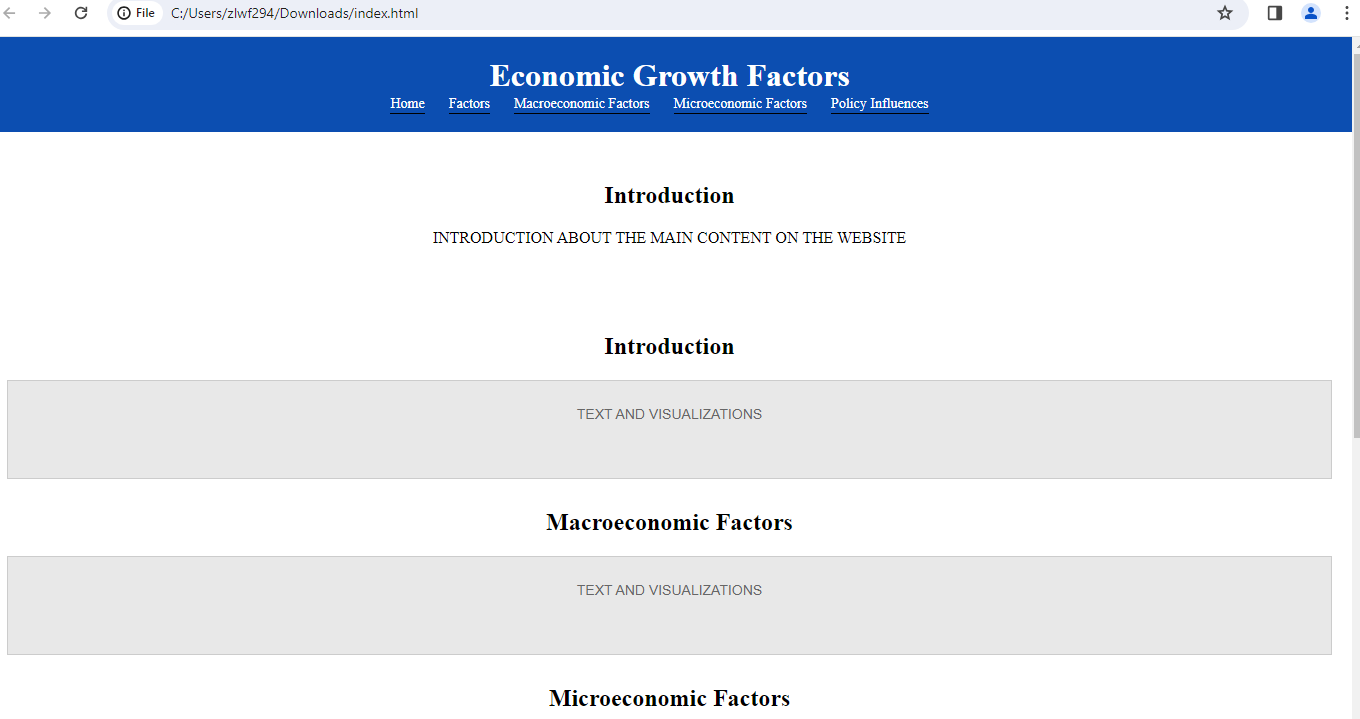 File C:/Users/zlwf294/Downloads/index.html
Economic Growth Factors
Home Factors Macroeconomic Factors Microeconomic Factors Policy Influences
Introduction
INTRODUCTION ABOUT THE MAIN CONTENT ON THE WEBSITE
Introduction
TEXT AND VISUALIZATIONS
Macroeconomic Factors
TEXT AND VISUALIZATIONS
Microeconomic Factors